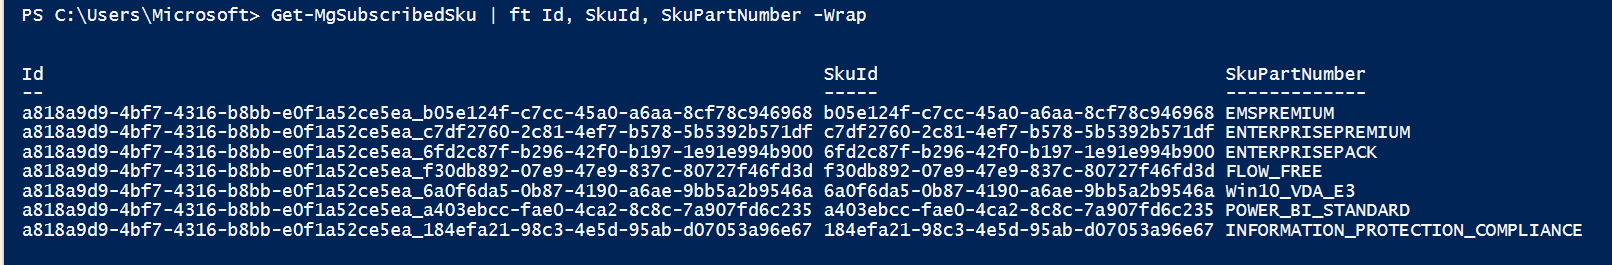 PS C:\Users\Microsoft> Get-MgSubscribedSku | ft Id, SkuId, SkuPartNumber -Wrap
Id SkuId SkuPartNumber
-- ----- -------------
a818a9d9-4bf7-4316-b8bb-e0f1a52ce5ea_b05e124f-c7cc-45a0-a6aa-8cf78c946968 b05e124f-c7cc-45a0-a6aa-8cf78c946968 EMSPREMIUM
a818a9d9-4bf7-4316-b8bb-e0f1a52ce5ea_c7df2760-2c81-4ef7-b578-5b5392b571df c7df2760-2c81-4ef7-b578-5b5392b571df ENTERPRISEPREMIUM
a818a9d9-4bf7-4316-b8bb-e0f1a52ce5ea_6fd2c87f-b296-42f0-b197-1e91e994b900 6fd2c87f-b296-42f0-b197-1e91e994b900 ENTERPRISEPACK
a818a9d9-4bf7-4316-b8bb-e0f1a52ce5ea_f30db892-07e9-47e9-837c-80727f46fd3d f30db892-07e9-47e9-837c-80727f46fd3d FLOW_FREE
a818a9d9-4bf7-4316-b8bb-e0f1a52ce5ea_6a0f6da5-0b87-4190-a6ae-9bb5a2b9546a 6a0f6da5-0b87-4190-a6ae-9bb5a2b9546a Win10_VDA_E3
a818a9d9-4bf7-4316-b8bb-e0f1a52ce5ea_a403ebcc-fae0-4ca2-8c8c-7a907fd6c235 a403ebcc-fae0-4ca2-8c8c-7a907fd6c235 POWER_BI_STANDARD
a818a9d9-4bf7-4316-b8bb-e0f1a52ce5ea_184efa21-98c3-4e5d-95ab-d07053a96e67 184efa21-98c3-4e5d-95ab-d07053a96e67 INFORMATION_PROTECTION_COMPLIANCE